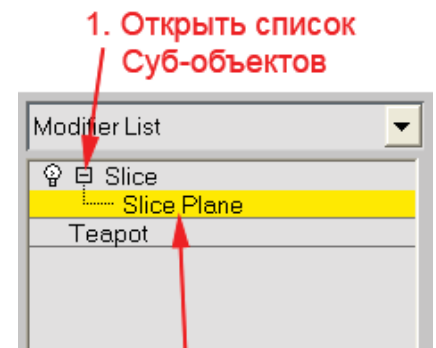 1. Открыть список
Суб-объектов
Modifier List
Slice
Slice Plane
Teapot